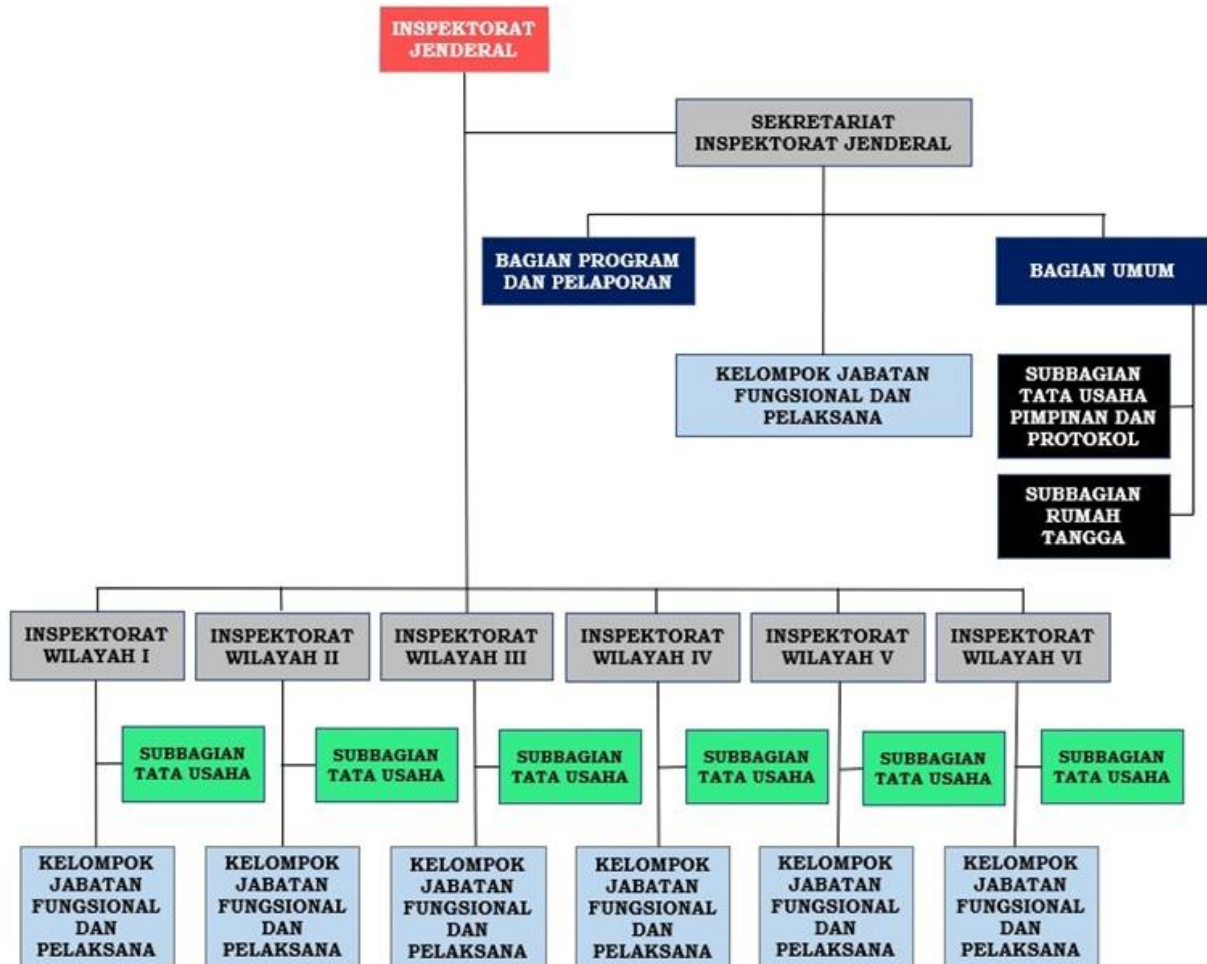 INSPEKTORAT
JENDERAL
SEKRETARIAT
INSPEKTORAT JENDERAL
BAGIAN PROGRAM
DAN PELAPORAN
BAGIAN UMUM
KELOMPOK JABATAN
FUNGSIONAL DAN
PELAKSANA
SUBBAGIAN
TATA USAHA
PIMPINAN DAN
PROTOKOL
SUBBAGIAN
RUMAH
TANGGA
INSPEKTORAT
WILAYAH I
INSPEKTORAT
WILAYAH II
INSPEKTORAT
WILAYAH III
INSPEKTORAT
WILAYAH IV
INSPEKTORAT
WILAYAH V
INSPEKTORAT
WILAYAH VI
SUBBAGIAN
TATA USAHA
SUBBAGIAN
TATA USAHA
SUBBAGIAN
TATA USAHA
SUBBAGIAN
TATA USAHA
SUBBAGIAN
TATA USAHA
SUBBAGIAN
TATA USAHA
KELOMPOK
JABATAN
FUNGSIONAL
DAN
PELAKSANA
KELOMPOK
JABATAN
FUNGSIONAL
DAN
PELAKSANA
KELOMPOK
JABATAN
FUNGSIONAL
DAN
PELAKSANA
KELOMPOK
JABATAN
FUNGSIONAL
DAN
PELAKSANA
KELOMPOK
JABATAN
FUNGSIONAL
DAN
PELAKSANA
KELOMPOK
JABATAN
FUNGSIONAL
DAN
PELAKSANA